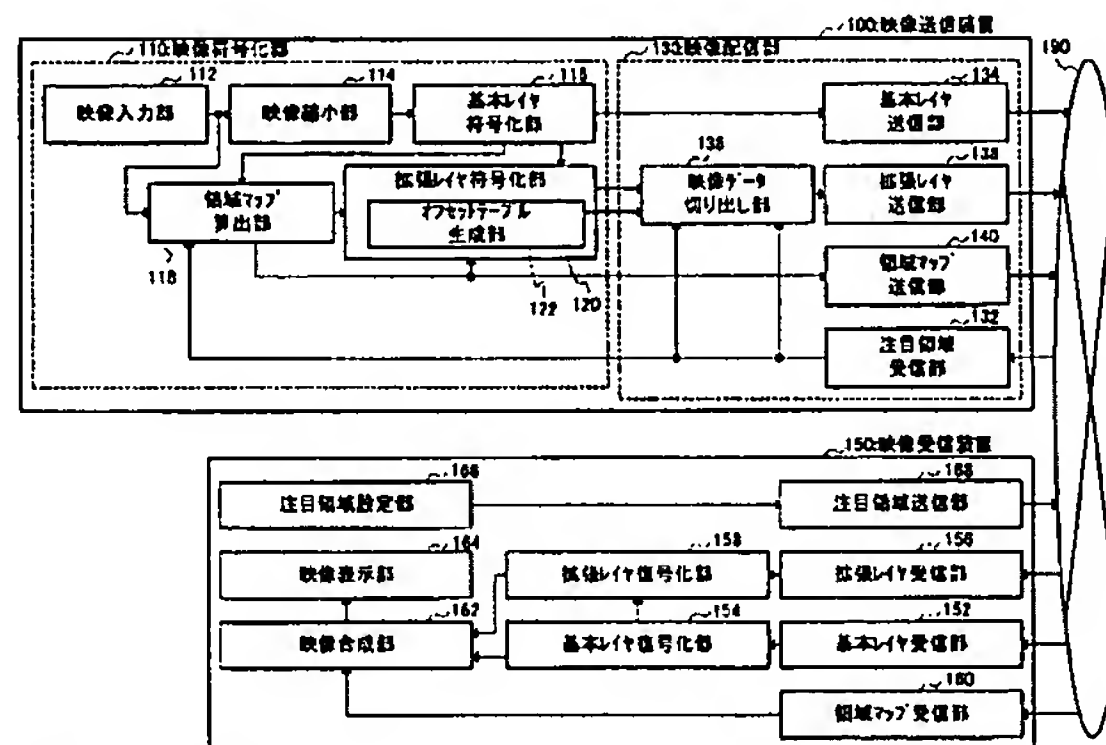 100:映像送信装置
110:映像符号化部
130:映像配信部
190
112
映像入力部
114
映像縮小部
116
基本レイヤ
符号化部
134
基本レイヤ
送信部
118
領域マップ
算出部
拡張レイヤ符号化部
オフセットテーブル
生成部
122
120
136
映像データ
切り出し部
138
拡張レイヤ
送信部
140
領域マップ
送信部
132
注目領域
受信部
150:映像受信装置
166
注目領域設定部
168
注目領域送信部
164
映像表示部
158
拡張レイヤ復号化部
156
拡張レイヤ受信部
162
映像合成部
154
基本レイヤ復号化部
152
基本レイヤ受信部
160
領域マップ受信部